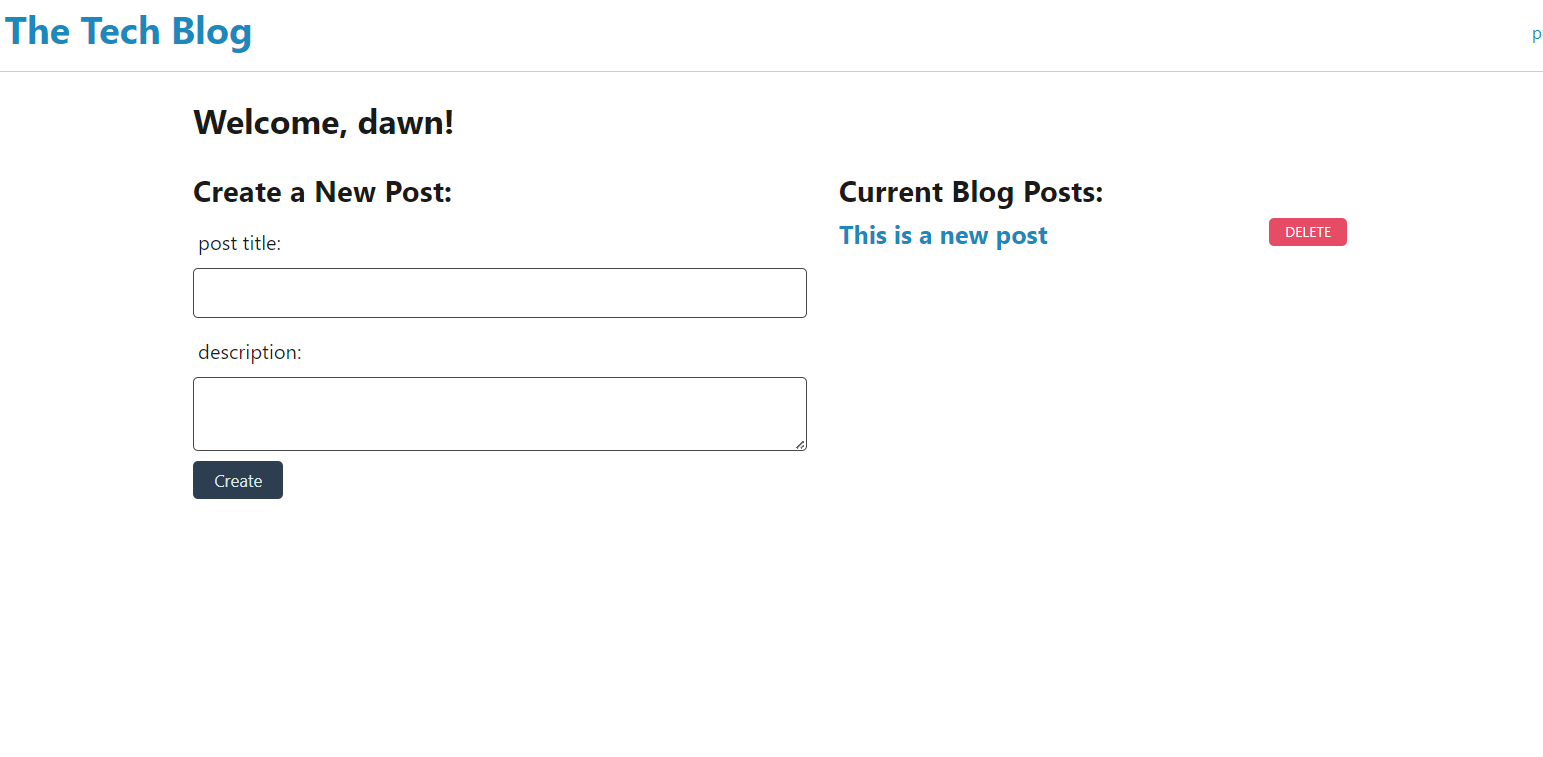 The Tech Blog
p
Welcome, dawn!
Create a New Post:
post title:
description:
Create
Current Blog Posts:
This is a new post
DELETE